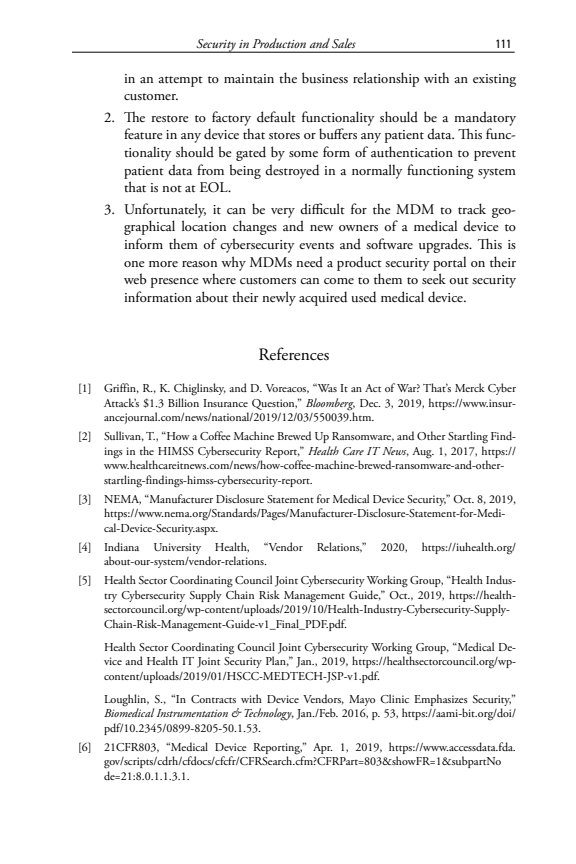 Security in Production and Sales 111
in an attempt to maintain the business relationship with an existing
customer.
2. The restore to factory default functionality should be a mandatory
feature in any device that stores or buffers any patient data. This func-
tionality should be gated by some form of authentication to prevent
patient data from being destroyed in a normally functioning system
that is not at EOL.
3. Unfortunately, it can be very difficult for the MDM to track geo-
graphical location changes and new owners of a medical device to
inform them of cybersecurity events and software upgrades. This is
one more reason why MDMs need a product security portal on their
web presence where customers can come to them to seek out security
information about their newly acquired used medical device.
References
[1] Griffin, R., K. Chiglinsky, and D. Voreacos, “Was It an Act of War? That’s Merck Cyber
Attack’s $1.3 Billion Insurance Question,” Bloomberg, Dec. 3, 2019, https://www.insur-
ancejournal.com/news/national/2019/12/03/550039.htm.
[2] Sullivan, T., “How a Coffee Machine Brewed Up Ransomware, and Other Startling Find-
ings in the HIMSS Cybersecurity Report,” Health Care IT News, Aug. 1, 2017, https://
www.healthcareitnews.com/news/how-coffee-machine-brewed-ransomware-and-other-
startling-findings-himss-cybersecurity-report.
[3] NEMA, “Manufacturer Disclosure Statement for Medical Device Security,” Oct. 8, 2019,
https://www.nema.org/Standards/Pages/Manufacturer-Disclosure-Statement-for-Medi-
cal-Device-Security.aspx.
[4] Indiana University Health, “Vendor Relations,” 2020, https://iuhealth.org/
about-our-system/vendor-relations.
[5] Health Sector Coordinating Council Joint Cybersecurity Working Group, “Health Indus-
try Cybersecurity Supply Chain Risk Management Guide,” Oct., 2019, https://health-
sectorcouncil.org/wp-content/uploads/2019/10/Health-Industry-Cybersecurity-Supply-
Chain-Risk-Management-Guide-v1_Final_PDF.pdf.
Health Sector Coordinating Council Joint Cybersecurity Working Group, “Medical De-
vice and Health IT Joint Security Plan,” Jan., 2019, https://healthsectorcouncil.org/wp-
content/uploads/2019/01/HSCC-MEDTECH-JSP-v1.pdf.
Loughlin, S., “In Contracts with Device Vendors, Mayo Clinic Emphasizes Security,”
Biomedical Instrumentation & Technology, Jan./Feb. 2016, p. 53, https://aami-bit.org/doi/
pdf/10.2345/0899-8205-50.1.53.
[6] 21CFR803, “Medical Device Reporting,” Apr. 1, 2019, https://www.accessdata.fda.
gov/scripts/cdrh/cfdocs/cfcfr/CFRSearch.cfm?CFRPart=803&showFR=1&subpartNo
de=21:8.0.1.1.3.1.